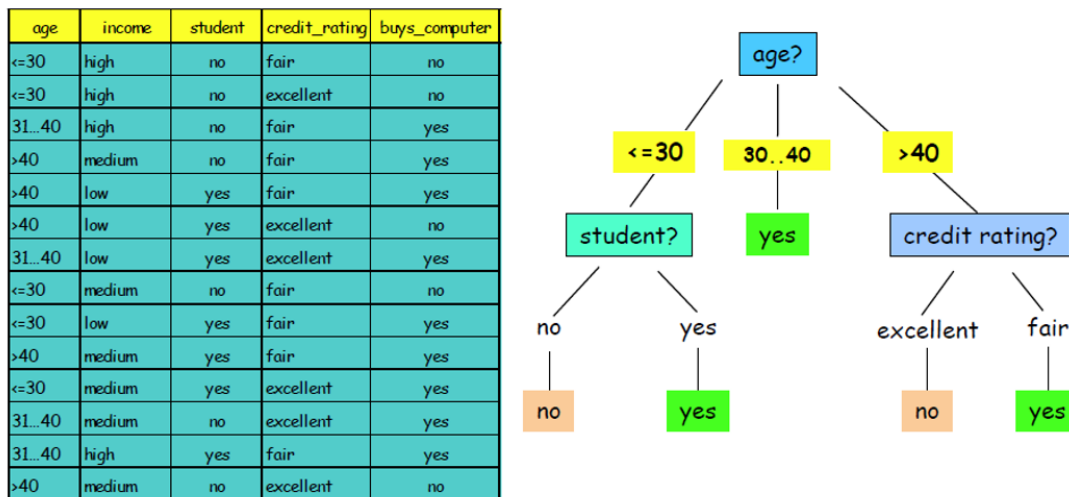 age income student credit_rating buys_computer
<=30 high no fair no
<=30 high no excellent no
31...40 high no fair yes
>40 medium no fair yes
>40 low yes fair yes
>40 low yes excellent no
31...40 low yes excellent yes
<=30 medium no fair no
<=30 low yes fair yes
>40 medium yes fair yes
<=30 medium yes excellent yes
31...40 medium no excellent yes
31...40 high yes fair yes
>40 medium no excellent no
age?
<=30 30..40 >40
student? yes credit rating?
no yes excellent fair
no yes no yes